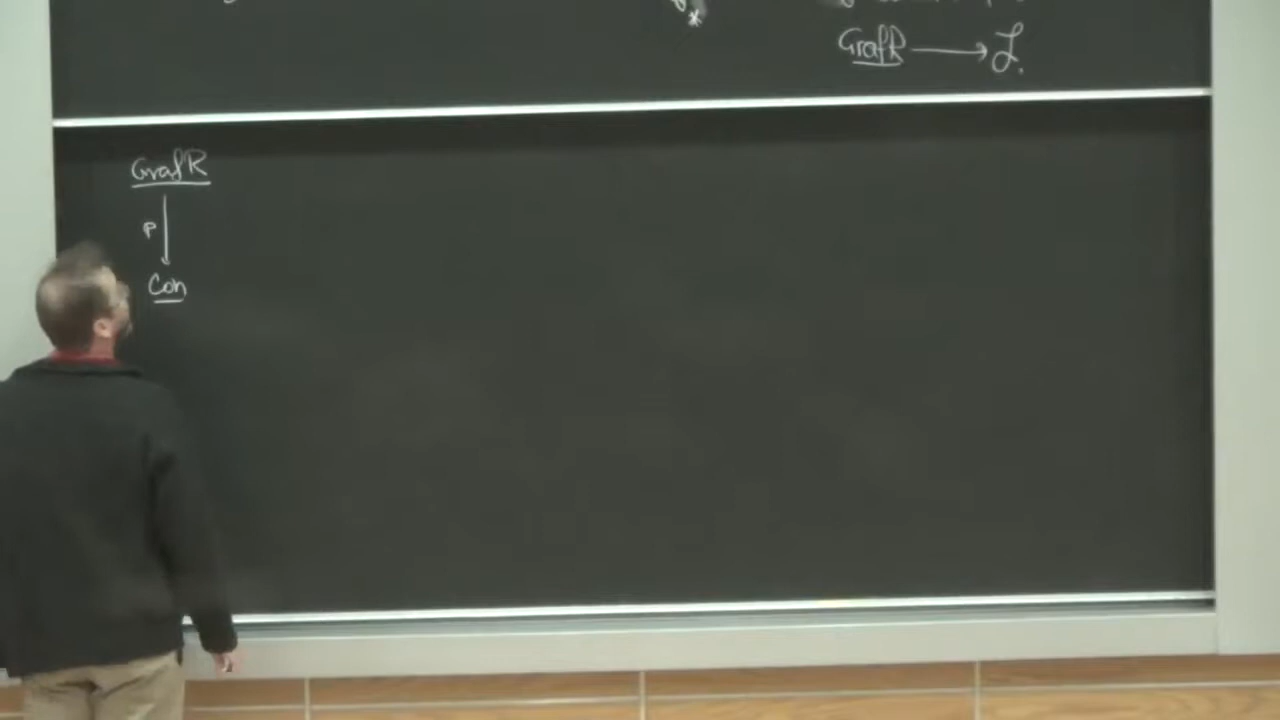 *
GrafR → L.
GrafR
P ↓
Con